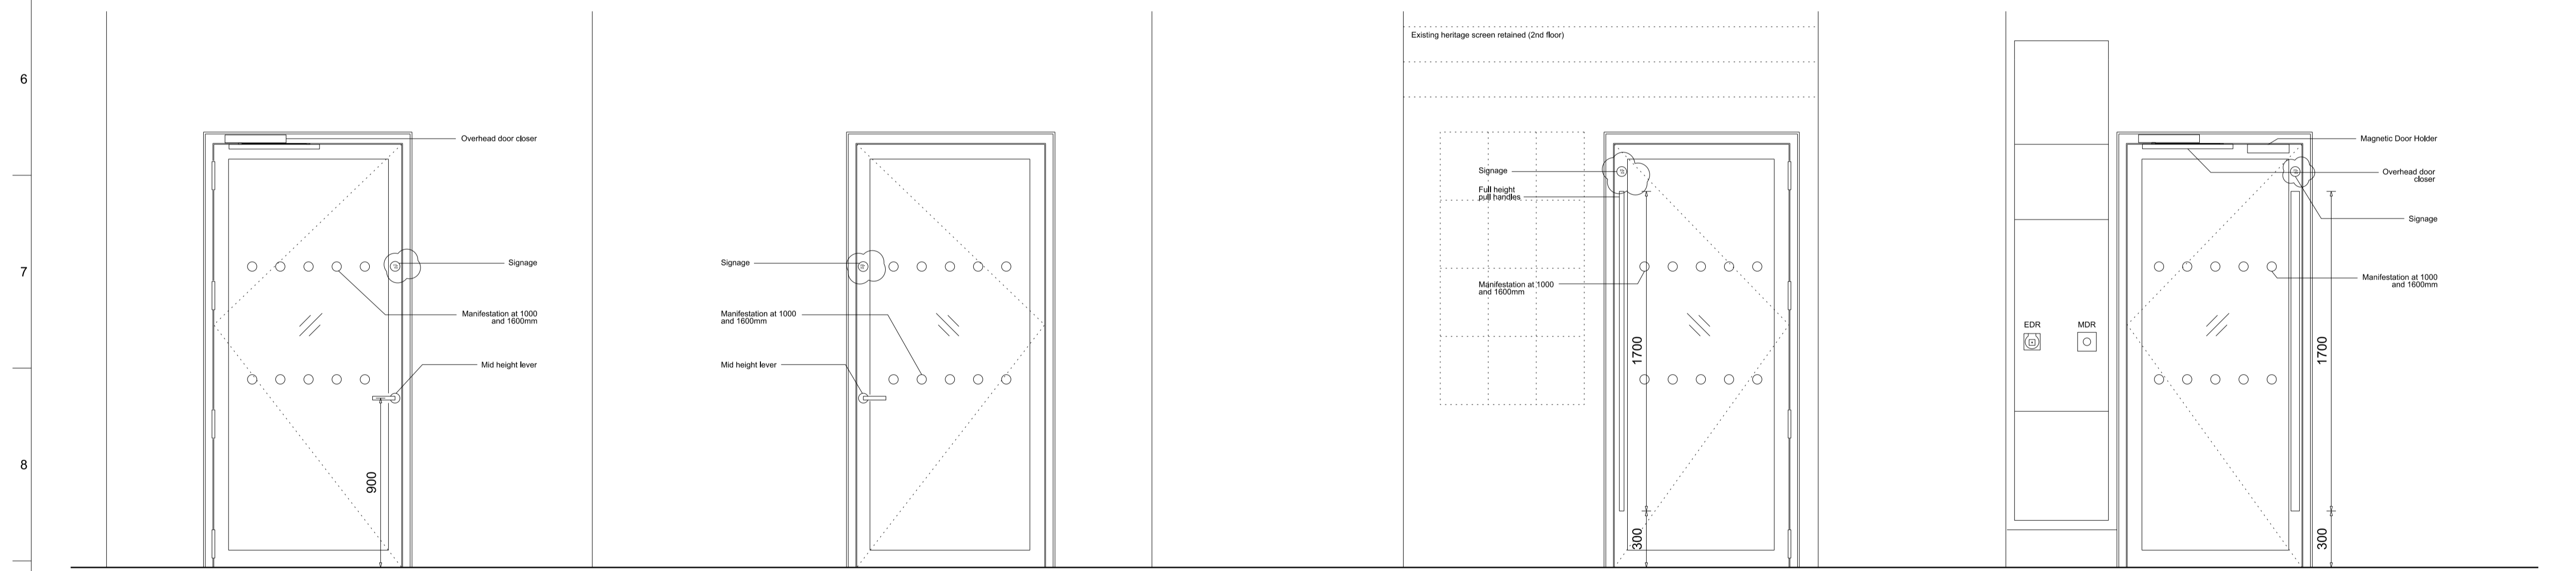 6
7
8
Overhead door closer
Signage
Manifestation at 1000
and 1600mm
Mid height lever
900
Signage
Manifestation at 1000
and 1600mm
Mid height lever
Existing heritage screen retained (2nd floor)
Signage
Full height
pull handles
Manifestation at 1000
and 1600mm
1700
300
EDR
MDR
Magnetic Door Holder
Overhead door
closer
Signage
Manifestation at 1000
and 1600mm
1700
300